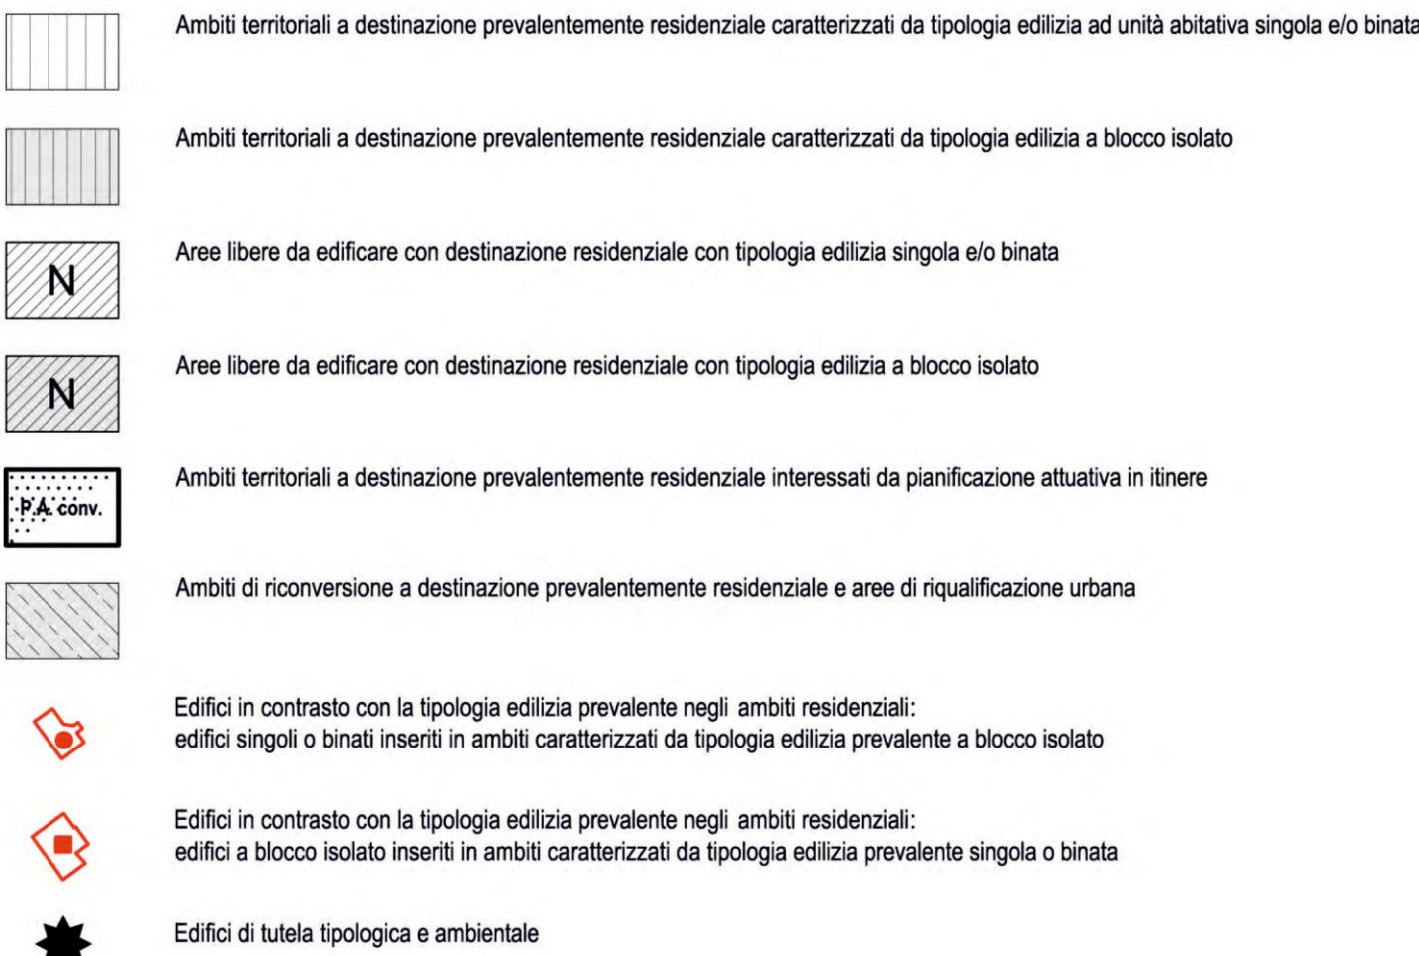 Ambiti territoriali a destinazione prevalentemente residenziale caratterizzati da tipologia edilizia ad unità abitativa singola e/o binata
Ambiti territoriali a destinazione prevalentemente residenziale caratterizzati da tipologia edilizia a blocco isolato
N
Aree libere da edificare con destinazione residenziale con tipologia edilizia singola e/o binata
N
Aree libere da edificare con destinazione residenziale con tipologia edilizia a blocco isolato
P.A. conv.
Ambiti territoriali a destinazione prevalentemente residenziale interessati da pianificazione attuativa in itinere
Ambiti di riconversione a destinazione prevalentemente residenziale e aree di riqualificazione urbana
Edifici in contrasto con la tipologia edilizia prevalente negli ambiti residenziali:
edifici singoli o binati inseriti in ambiti caratterizzati da tipologia edilizia prevalente a blocco isolato
Edifici in contrasto con la tipologia edilizia prevalente negli ambiti residenziali:
edifici a blocco isolato inseriti in ambiti caratterizzati da tipologia edilizia prevalente singola o binata
Edifici di tutela tipologica e ambientale